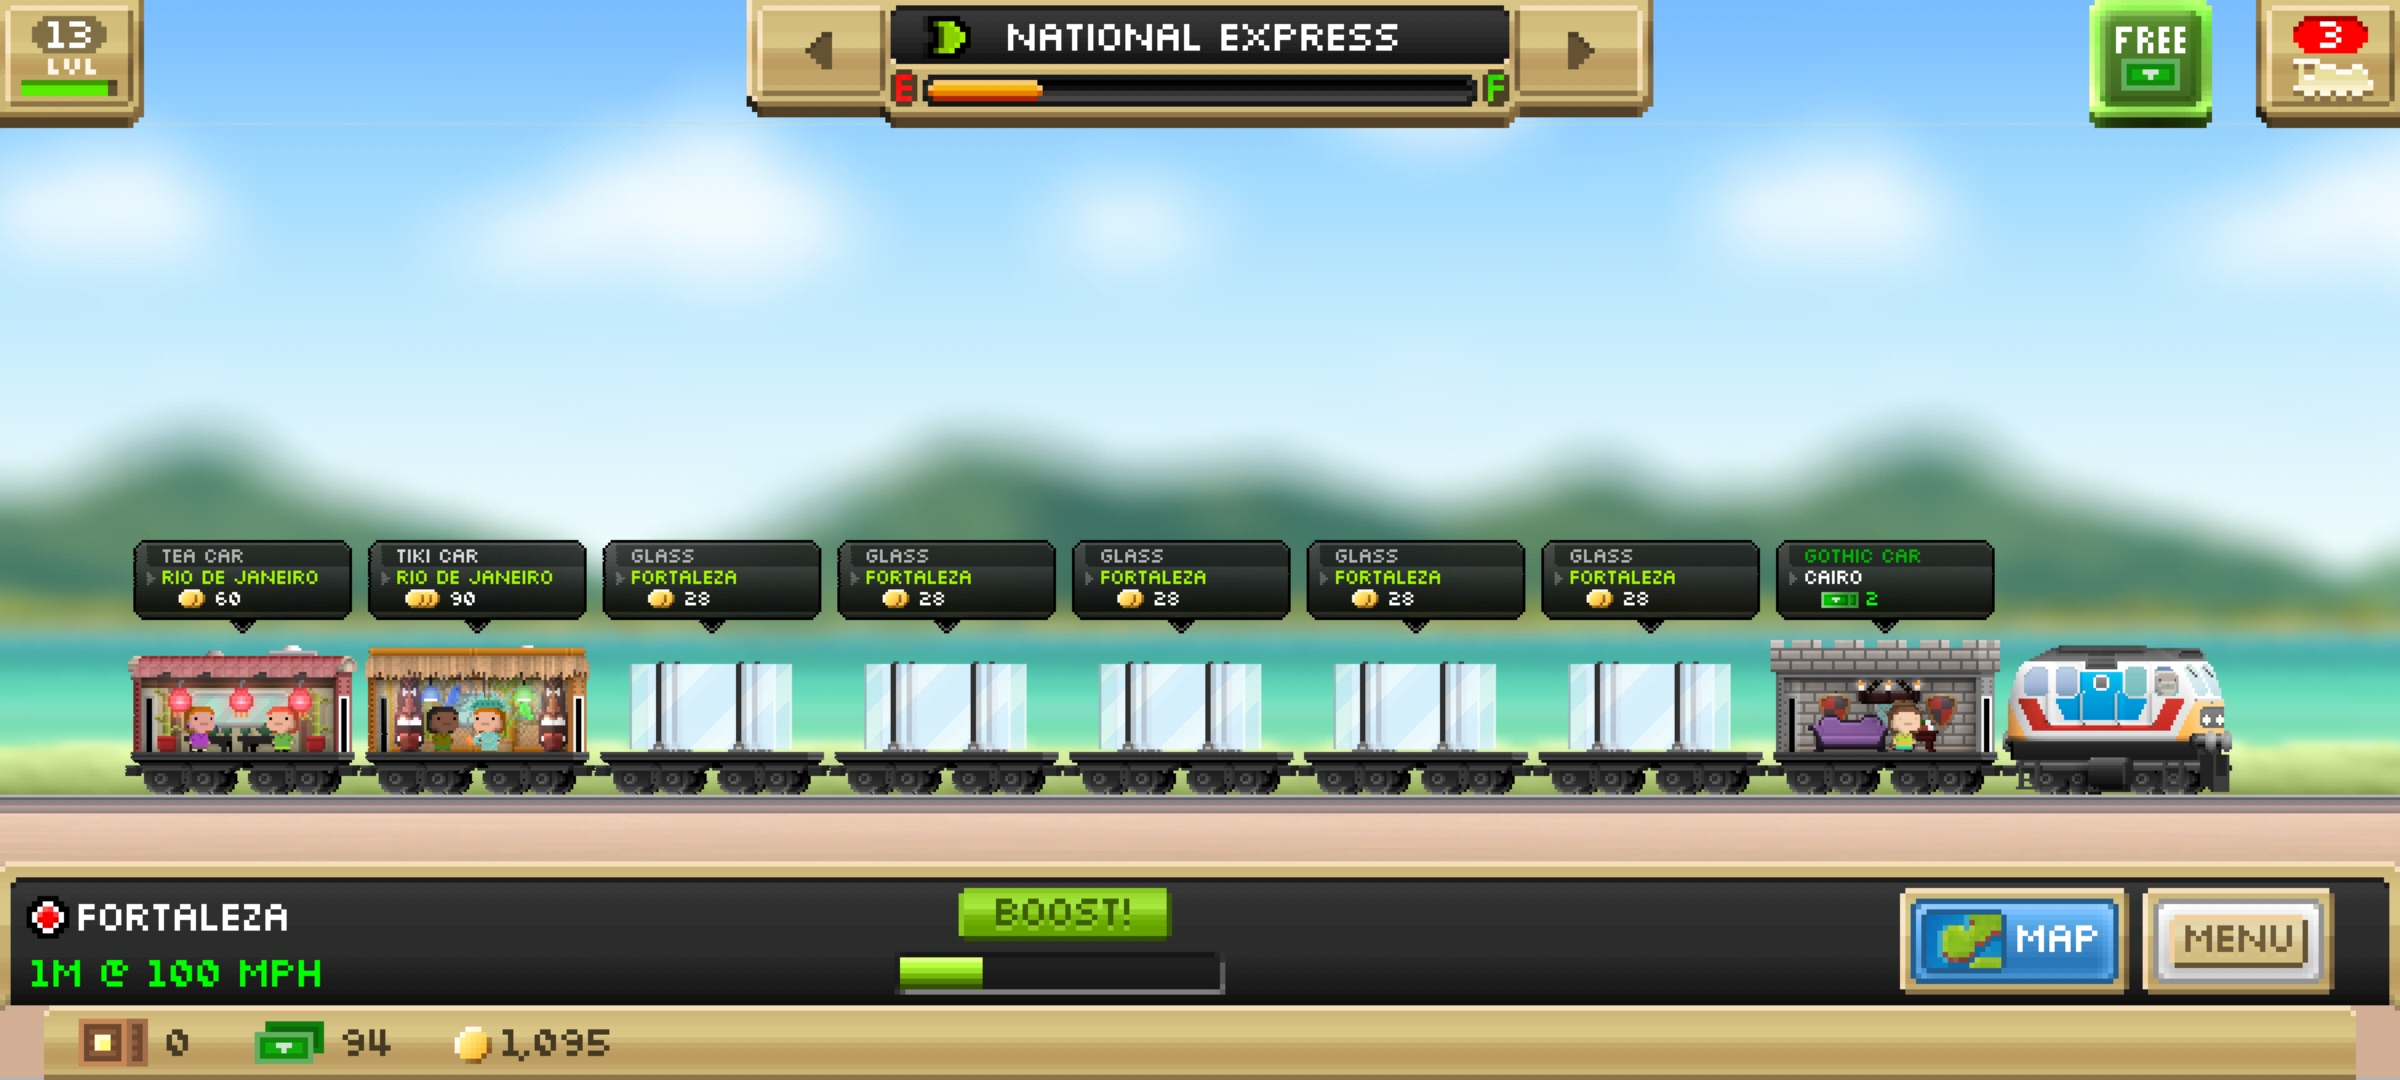 13
LVL
NATIONAL EXPRESS
E F
FREE
3
TEA CAR
RIO DE JANEIRO
60
TIKI CAR
RIO DE JANEIRO
90
GLASS
FORTALEZA
28
GLASS
FORTALEZA
28
GLASS
FORTALEZA
28
GLASS
FORTALEZA
28
GLASS
FORTALEZA
28
GOTHIC CAR
CAIRO
2
FORTALEZA
1M @ 100 MPH
BOOST!
MAP
MENU
0 94 1,095